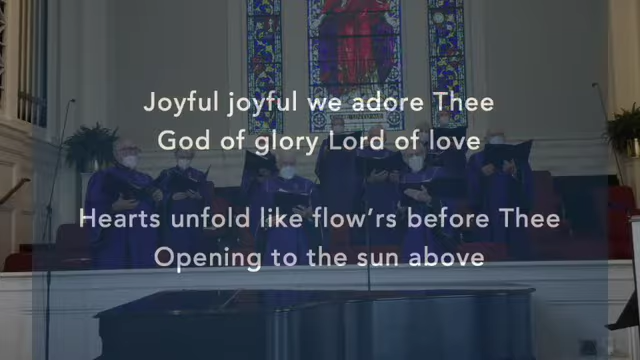 Joyful joyful we adore Thee
God of glory Lord of love
Hearts unfold like flow'rs before Thee
Opening to the sun above